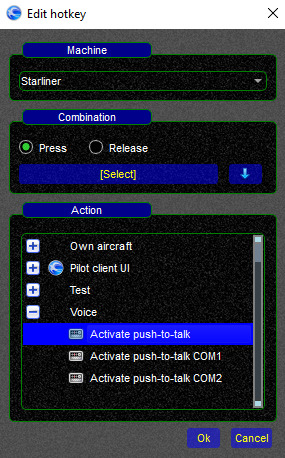 Edit hotkey
Machine
Starliner
Combination
Press
Release
[Select]
Action
Own aircraft
Pilot client UI
Test
Voice
Activate push-to-talk
Activate push-to-talk COM1
Activate push-to-talk COM2
Ok
Cancel